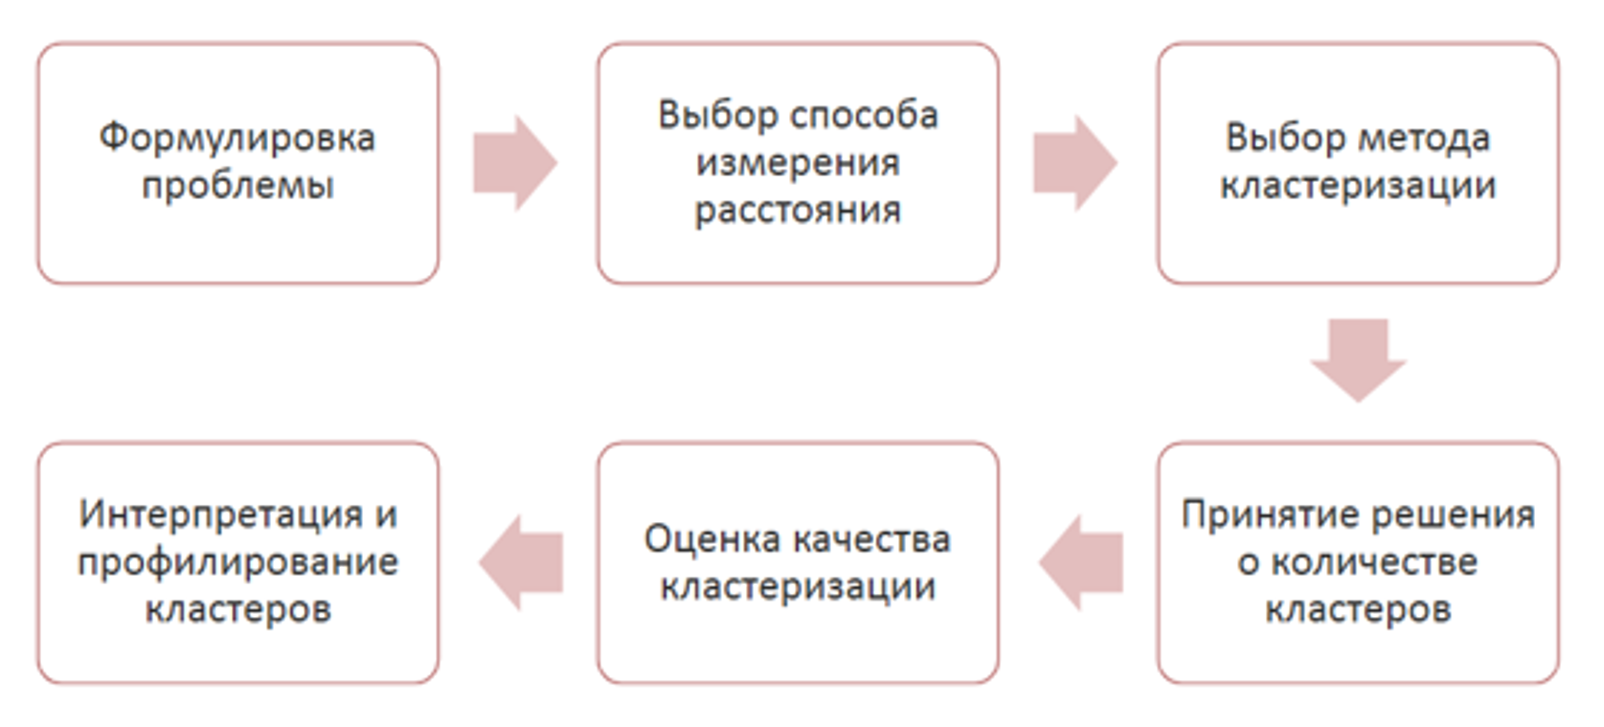 Формулировка
проблемы
Выбор способа
измерения
расстояния
Выбор метода
кластеризации
Принятие решения
о количестве
кластеров
Оценка качества
кластеризации
Интерпретация и
профилирование
кластеров